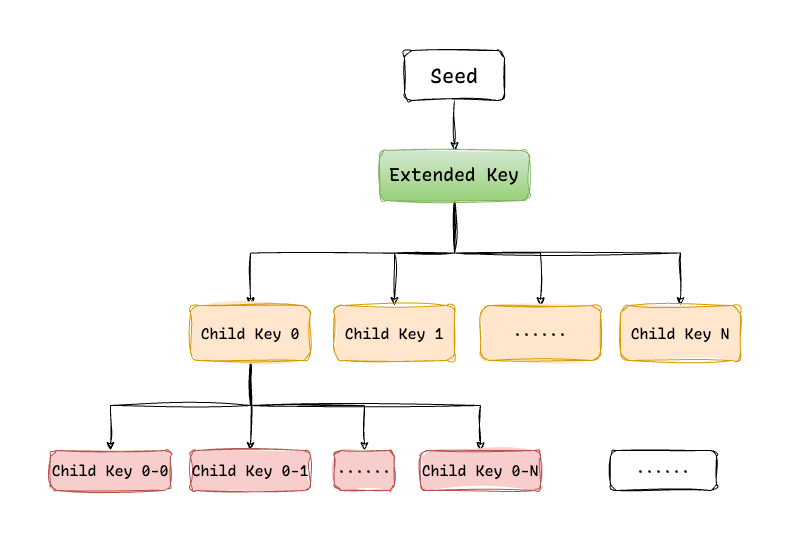 Seed
Extended Key
Child Key 0
Child Key 1
······
Child Key N
Child Key 0-0
Child Key 0-1
······
Child Key 0-N
······